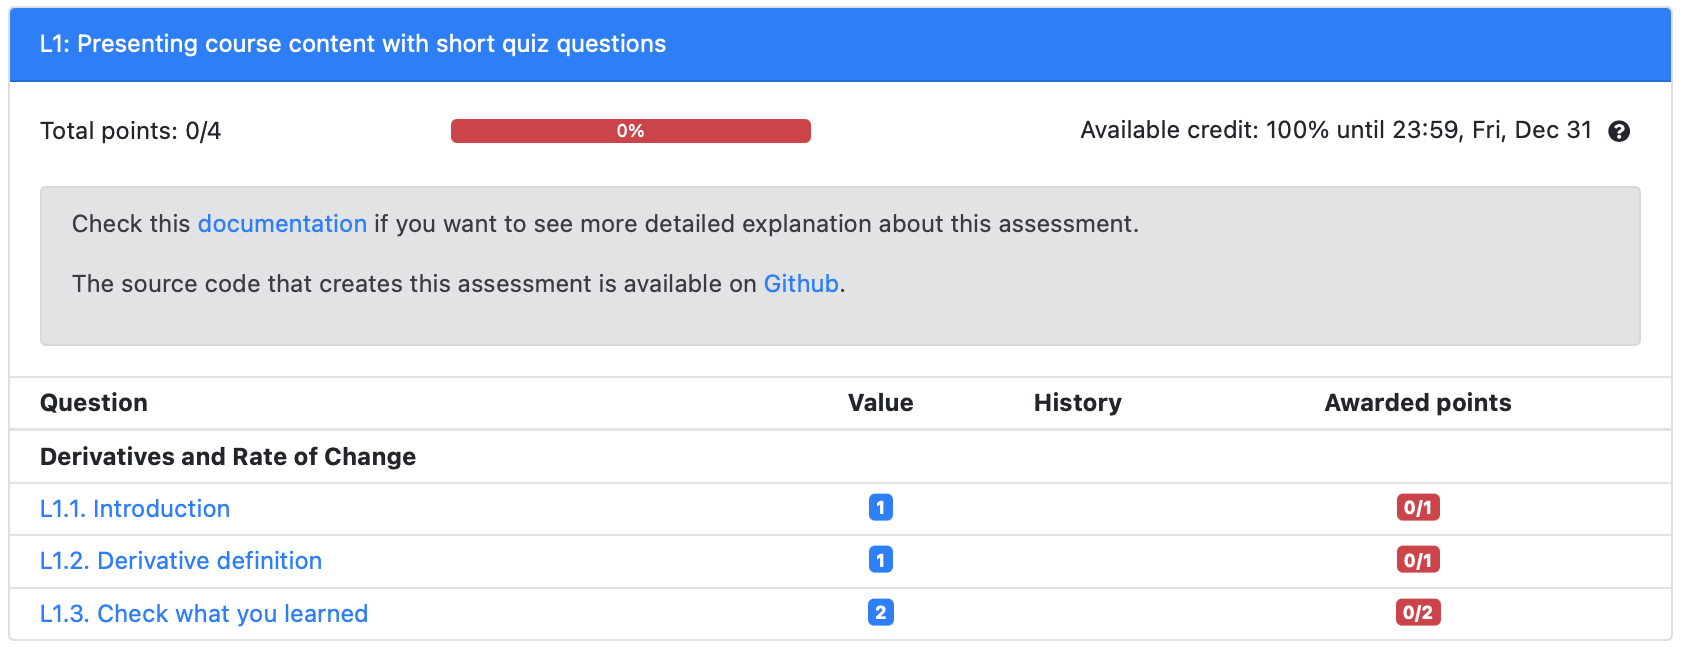 L1: Presenting course content with short quiz questions
Total points: 0/4 0% Available credit: 100% until 23:59, Fri, Dec 31 ?
Check this documentation if you want to see more detailed explanation about this assessment.
The source code that creates this assessment is available on Github.
Question Value History Awarded points
Derivatives and Rate of Change
L1.1. Introduction 1 0/1
L1.2. Derivative definition 1 0/1
L1.3. Check what you learned 2 0/2